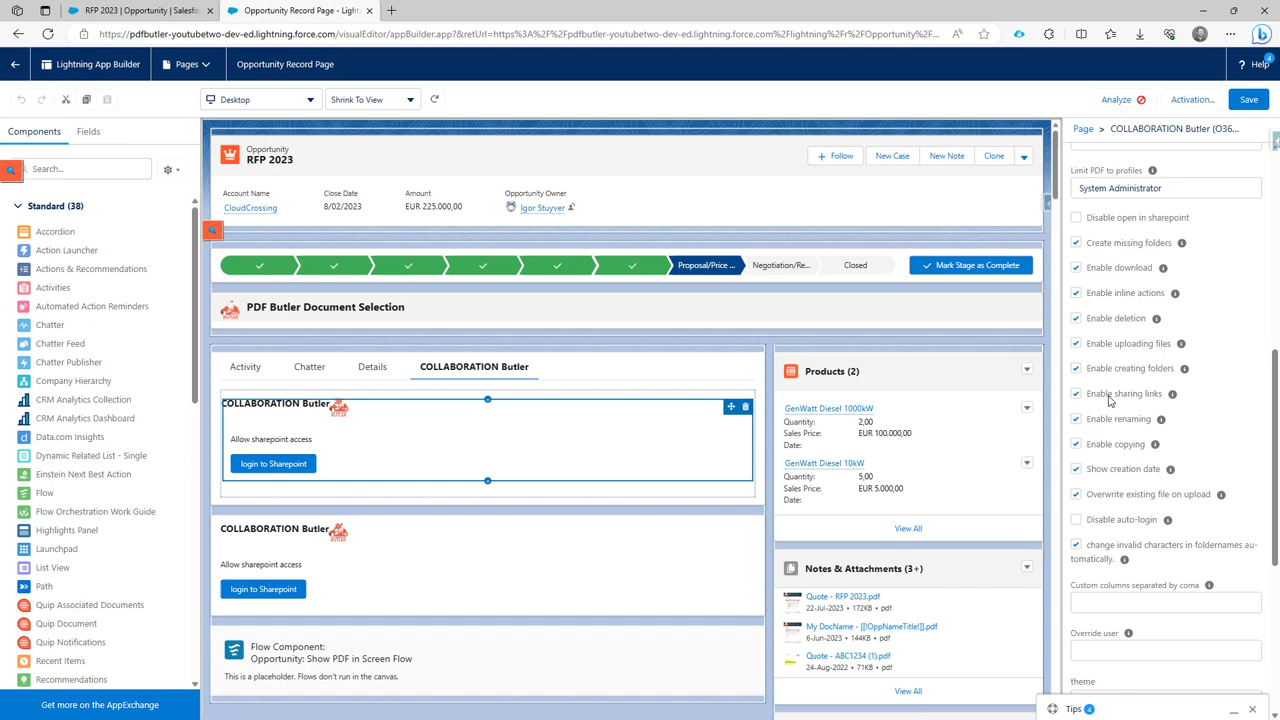 RFP 2023 | Opportunity | Salesfo
Opportunity Record Page - Lightni
https://pdfbutler-youtubetwo-dev-ed.lightning.force.com/visualEditor/appBuilder.app?&retUrl=https%3A%2F%2Fpdfbutler-youtubetwo-dev-ed.lightning.force.com%2Flightning%2Fr%2FOpportunity%2F...
Lightning App Builder
Pages
Opportunity Record Page
Help
4
Desktop
Shrink To View
Analyze
Activation...
Save
Components
Fields
Search...
Standard (38)
Accordion
Action Launcher
Actions & Recommendations
Activities
Automated Action Reminders
Chatter
Chatter Feed
Chatter Publisher
Company Hierarchy
CRM Analytics Collection
CRM Analytics Dashboard
Data.com Insights
Dynamic Related List - Single
Einstein Next Best Action
Flow
Flow Orchestration Work Guide
Highlights Panel
Launchpad
List View
Path
Quip Associated Documents
Quip Document
Quip Notifications
Recent Items
Recommendations
Get more on the AppExchange
Opportunity
RFP 2023
Follow
New Case
New Note
Clone
Account Name
CloudCrossing
Close Date
8/02/2023
Amount
EUR 225.000,00
Opportunity Owner
Igor Stuyver
Proposal/Price ...
Negotiation/Re...
Closed
Mark Stage as Complete
PDF Butler Document Selection
Activity
Chatter
Details
COLLABORATION Butler
COLLABORATION Butler
Allow sharepoint access
login to Sharepoint
COLLABORATION Butler
Allow sharepoint access
login to Sharepoint
Flow Component:
Opportunity: Show PDF in Screen Flow
This is a placeholder. Flows don't run in the canvas.
Products (2)
GenWatt Diesel 1000kW
Quantity: 2,00
Sales Price: EUR 100.000,00
Date:
GenWatt Diesel 10kW
Quantity: 5,00
Sales Price: EUR 5.000,00
Date:
View All
Notes & Attachments (3+)
Quote - RFP 2023.pdf
22-Jul-2023 • 172KB • pdf
My DocName - [[!OppNameTitle!]].pdf
6-Jun-2023 • 144KB • pdf
Quote - ABC1234 (1).pdf
24-Aug-2022 • 71KB • pdf
View All
Page > COLLABORATION Butler (O36...
Limit PDF to profiles
System Administrator
Disable open in sharepoint
Create missing folders
Enable download
Enable inline actions
Enable deletion
Enable uploading files
Enable creating folders
Enable sharing links
Enable renaming
Enable copying
Show creation date
Overwrite existing file on upload
Disable auto-login
change invalid characters in foldernames au-
tomatically.
Custom columns separated by coma
Override user
theme
Tips 4